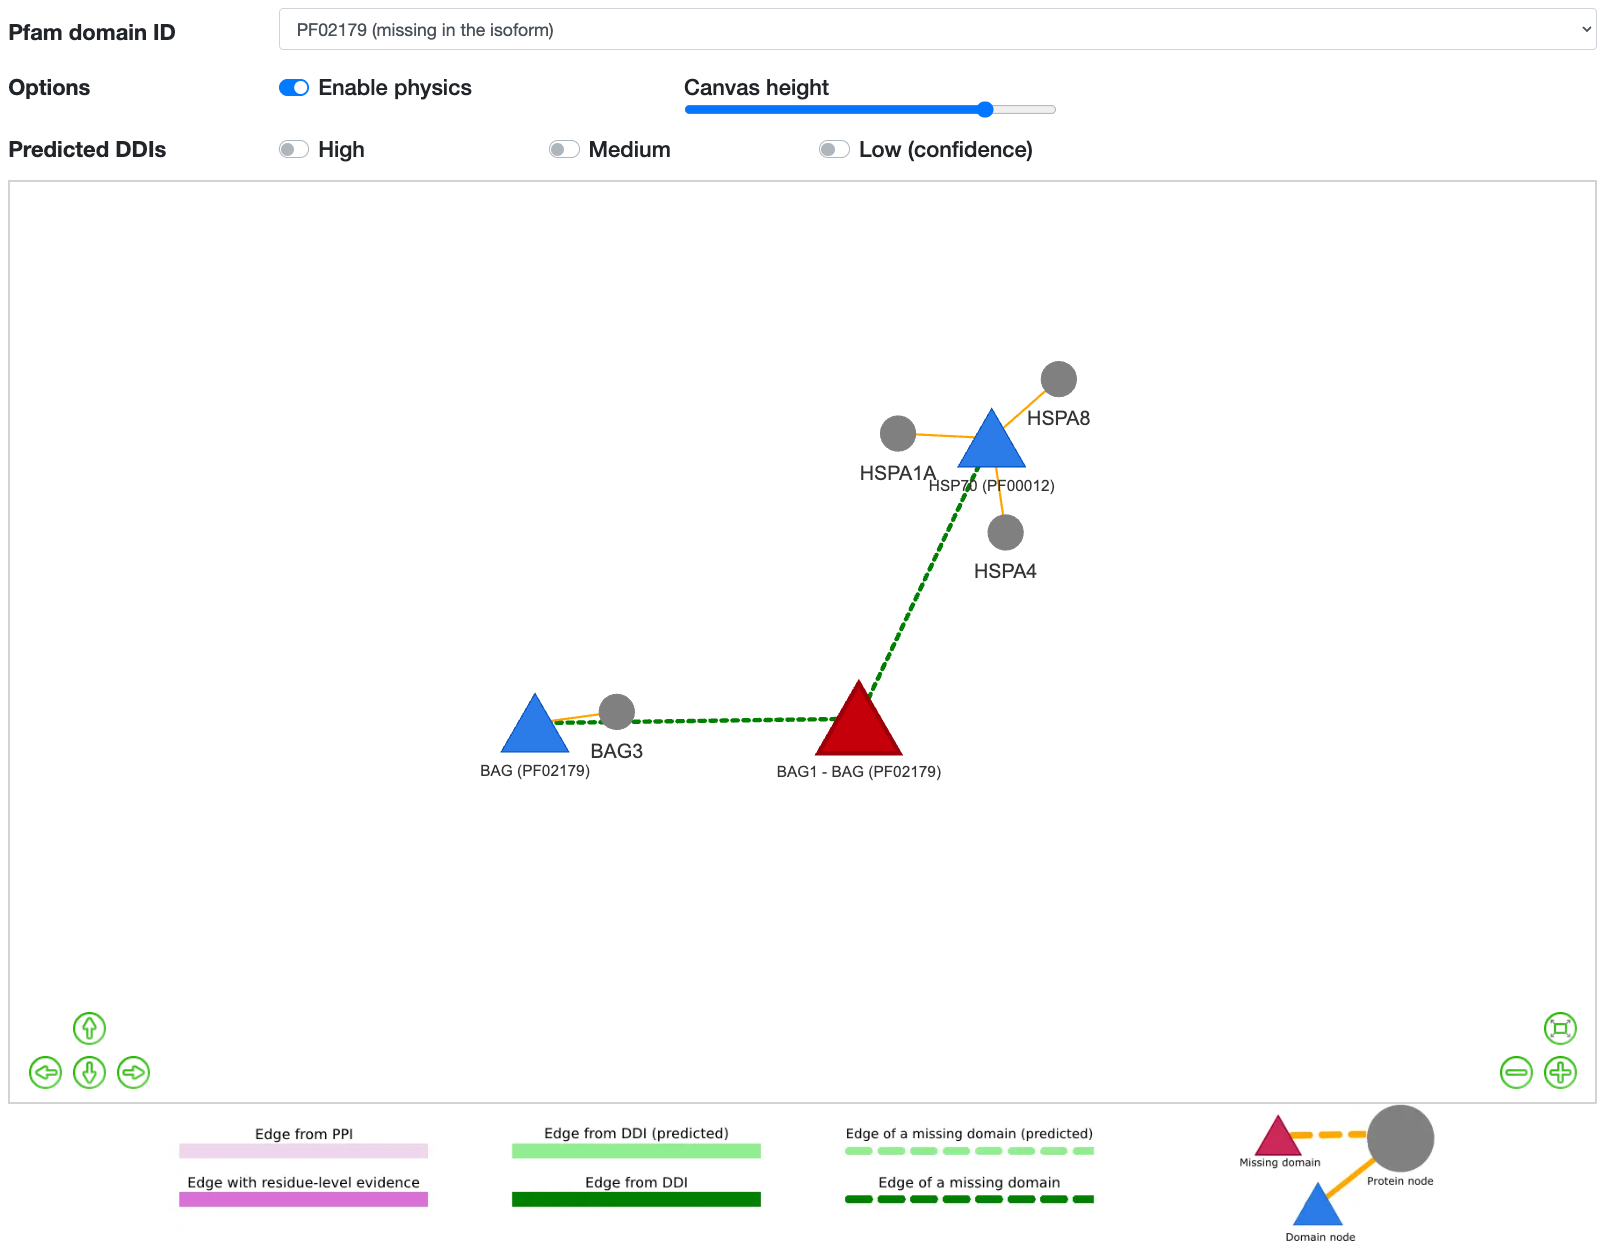 Pfam domain ID
PF02179 (missing in the isoform)
Options
Enable physics
Canvas height
Predicted DDIs
High
Medium
Low (confidence)
HSPA8
HSPA1A
HSP70 (PF00012)
HSPA4
BAG3
BAG (PF02179)
BAG1 - BAG (PF02179)
Edge from PPI
Edge from DDI (predicted)
Edge of a missing domain (predicted)
Missing domain
Edge with residue-level evidence
Edge from DDI
Edge of a missing domain
Protein node
Domain node